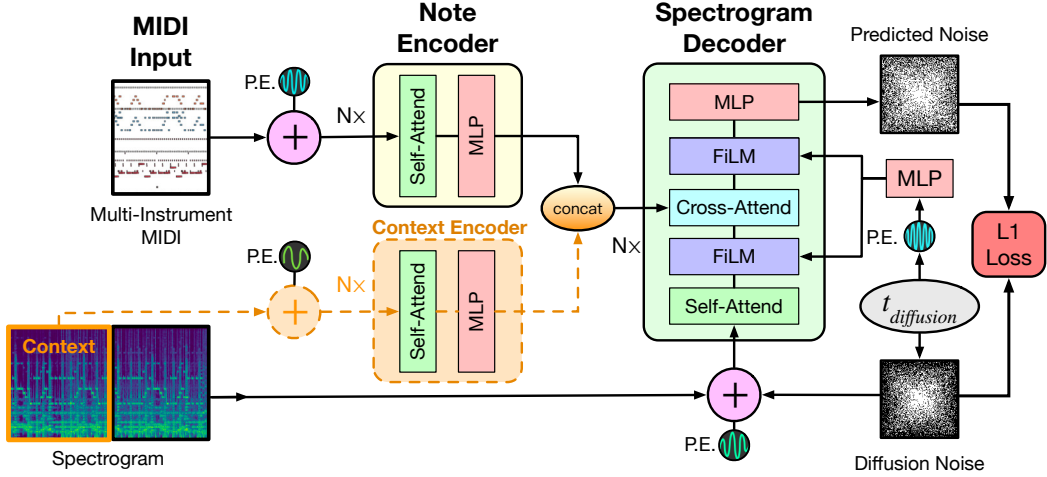 MIDI
Input
Note
Encoder
Spectrogram
Decoder
Predicted Noise
P.E.
N×
Self-Attend
MLP
MLP
FiLM
Cross-Attend
FiLM
Self-Attend
N×
MLP
P.E.
L1
Loss
concat
Multi-Instrument
MIDI
Context Encoder
P.E.
N×
Self-Attend
MLP
t diffusion
Context
Spectrogram
P.E.
Diffusion Noise